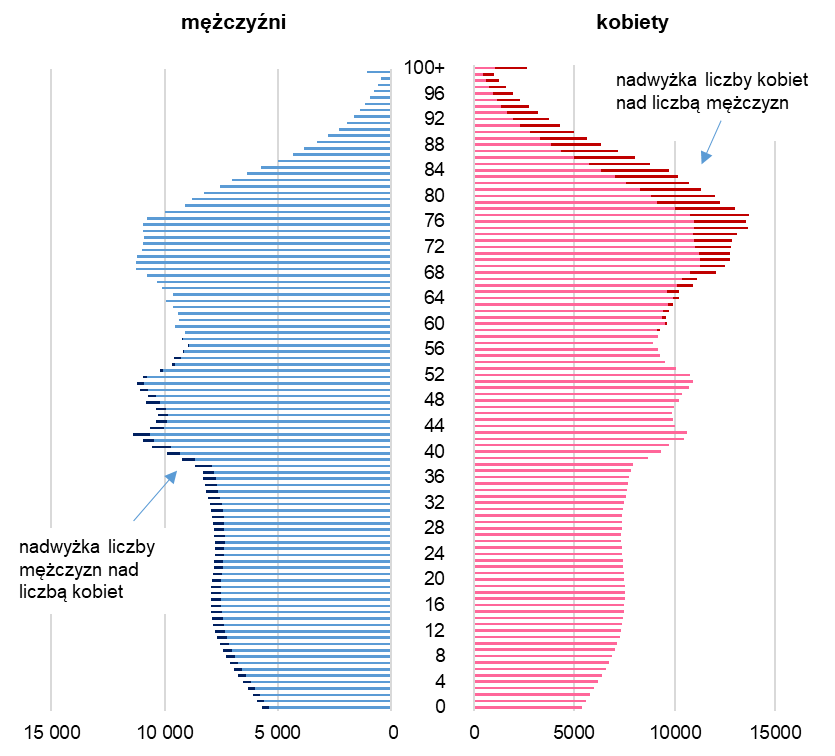 mężczyźni
kobiety
100+
96
92
88
84
80
76
72
68
64
60
56
52
48
44
40
36
32
28
24
20
16
12
8
4
0
nadwyżka liczby kobiet
nad liczbą mężczyzn
nadwyżka liczby
mężczyzn nad
liczbą kobiet
15 000 10 000 5 000 0
0 5000 10000 15000